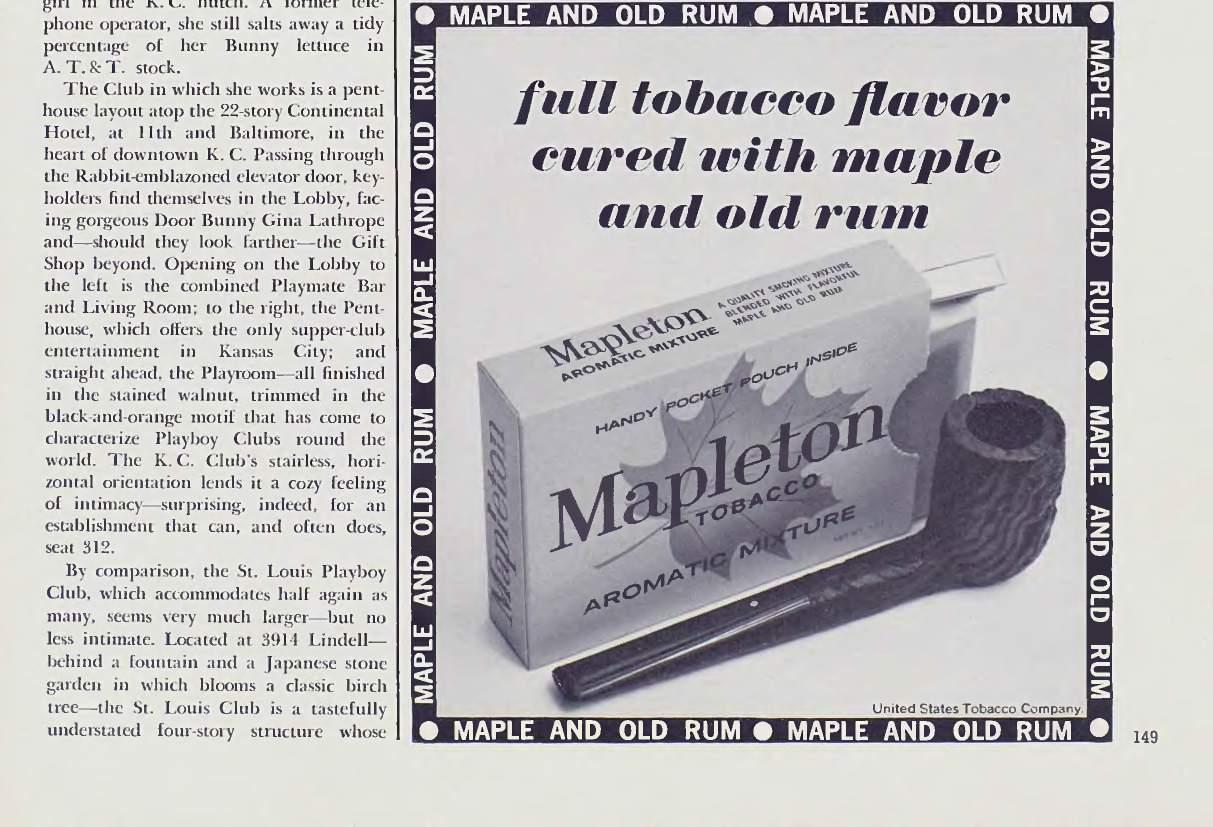 girl in the K. C. hutch. A former tele-
phone operator, she still salts away a tidy
percentage of her Bunny lettuce in
A. T. & T. stock.
The Club in which she works is a pent-
house layout atop the 22-story Continental
Hotel, at 11th and Baltimore, in the
heart of downtown K. C. Passing through
the Rabbit-emblazoned elevator door, key-
holders find themselves in the Lobby, fac-
ing gorgeous Door Bunny Gina Lathrope
and—should they look farther—the Gift
Shop beyond. Opening on the Lobby to
the left is the combined Playmate Bar
and Living Room; to the right, the Pent-
house, which offers the only supper-club
entertainment in Kansas City; and
straight ahead, the Playroom—all finished
in the stained walnut, trimmed in the
black-and-orange motif that has come to
characterize Playboy Clubs round the
world. The K. C. Club's stairless, hori-
zontal orientation lends it a cozy feeling
of intimacy—surprising, indeed, for an
establishment that can, and often does,
seat 312.
By comparison, the St. Louis Playboy
Club, which accommodates half again as
many, seems very much larger—but no
less intimate. Located at 3914 Lindell—
behind a fountain and a Japanese stone
garden in which blooms a classic birch
tree—the St. Louis Club is a tastefully
understated four-story structure whose
MAPLE AND OLD RUM MAPLE AND OLD RUM
MAPLE AND OLD RUM MAPLE AND OLD RUM
MAPLE AND OLD RUM MAPLE AND OLD RUM
full tobacco flavor
cured with maple
and old rum
Mapleton
AROMATIC MIXTURE
A QUALITY SMOKING MIXTURE
BLENDED WITH FLAVORFUL
MAPLE AND OLD RUM
HANDY POCKET POUCH INSIDE
Mapleton
TOBACCO
AROMATIC MIXTURE
Mapleton
United States Tobacco Company.
MAPLE AND OLD RUM MAPLE AND OLD RUM
149